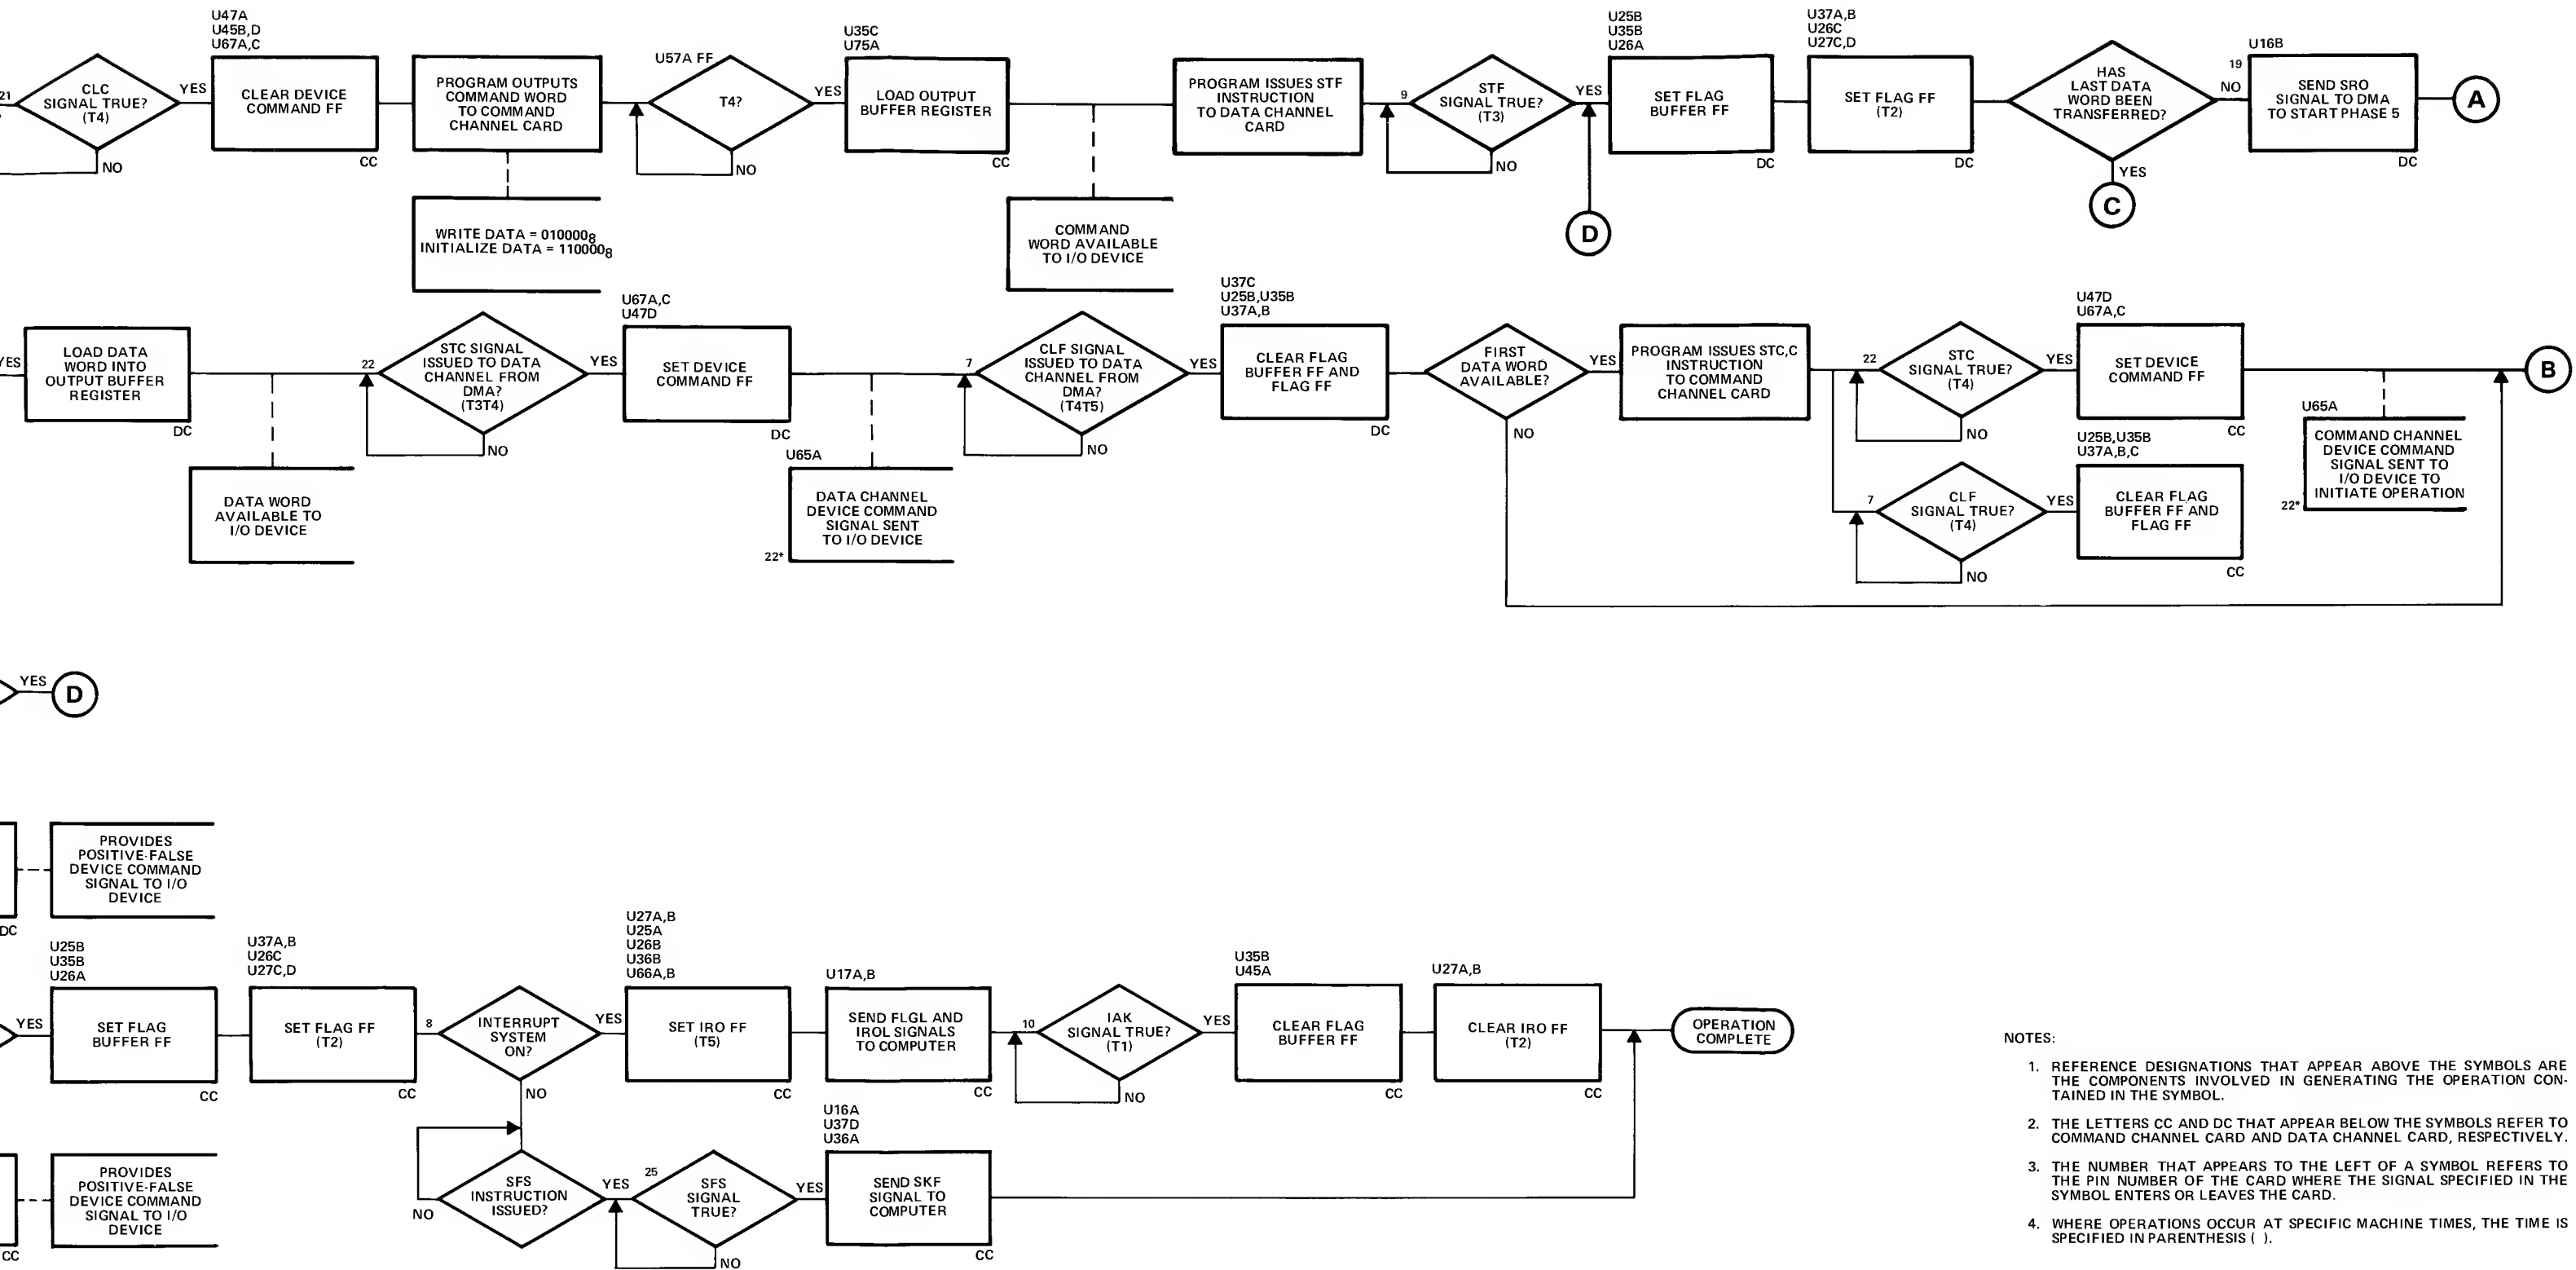 U47A
U45B,D
U67A,C
21
CLC
SIGNAL TRUE?
(T4)
YES
NO
CLEAR DEVICE
COMMAND FF
CC
PROGRAM OUTPUTS
COMMAND WORD
TO COMMAND
CHANNEL CARD
WRITE DATA = 010000₈
INITIALIZE DATA = 110000₈
U57A FF
T4?
YES
NO
U35C
U75A
LOAD OUTPUT
BUFFER REGISTER
CC
COMMAND
WORD AVAILABLE
TO I/O DEVICE
PROGRAM ISSUES STF
INSTRUCTION
TO DATA CHANNEL
CARD
9
STF
SIGNAL TRUE?
(T3)
YES
NO
D
U25B
U35B
U26A
SET FLAG
BUFFER FF
DC
U37A,B
U26C
U27C,D
SET FLAG FF
(T2)
DC
HAS
LAST DATA
WORD BEEN
TRANSFERRED?
YES
C
19
NO
U16B
SEND SRO
SIGNAL TO DMA
TO START PHASE 5
DC
A
YES
LOAD DATA
WORD INTO
OUTPUT BUFFER
REGISTER
DC
DATA WORD
AVAILABLE TO
I/O DEVICE
22
STC SIGNAL
ISSUED TO DATA
CHANNEL FROM
DMA?
(T3T4)
YES
NO
U67A,C
U47D
SET DEVICE
COMMAND FF
DC
U65A
DATA CHANNEL
DEVICE COMMAND
SIGNAL SENT
TO I/O DEVICE
22*
7
CLF SIGNAL
ISSUED TO DATA
CHANNEL FROM
DMA?
(T4T5)
YES
NO
U37C
U25B,U35B
U37A,B
CLEAR FLAG
BUFFER FF AND
FLAG FF
DC
FIRST
DATA WORD
AVAILABLE?
YES
NO
PROGRAM ISSUES STC,C
INSTRUCTION
TO COMMAND
CHANNEL CARD
22
STC
SIGNAL TRUE?
(T4)
YES
NO
U47D
U67A,C
SET DEVICE
COMMAND FF
CC
7
CLF
SIGNAL TRUE?
(T4)
YES
NO
U25B,U35B
U37A,B,C
CLEAR FLAG
BUFFER FF AND
FLAG FF
CC
U65A
COMMAND CHANNEL
DEVICE COMMAND
SIGNAL SENT TO
I/O DEVICE TO
INITIATE OPERATION
22*
B
YES
D
PROVIDES
POSITIVE-FALSE
DEVICE COMMAND
SIGNAL TO I/O
DEVICE
DC
YES
U25B
U35B
U26A
SET FLAG
BUFFER FF
CC
U37A,B
U26C
U27C,D
SET FLAG FF
(T2)
CC
8
INTERRUPT
SYSTEM
ON?
YES
NO
U27A,B
U25A
U26B
U36B
U66A,B
SET IRO FF
(T5)
CC
U17A,B
SEND FLGL AND
IROL SIGNALS
TO COMPUTER
CC
10
IAK
SIGNAL TRUE?
(T1)
YES
NO
U35B
U45A
CLEAR FLAG
BUFFER FF
CC
U27A,B
CLEAR IRO FF
(T2)
CC
OPERATION
COMPLETE
PROVIDES
POSITIVE-FALSE
DEVICE COMMAND
SIGNAL TO I/O
DEVICE
CC
SFS
INSTRUCTION
ISSUED?
NO
YES
25
SFS
SIGNAL
TRUE?
YES
NO
U16A
U37D
U36A
SEND SKF
SIGNAL TO
COMPUTER
CC
NOTES:
1. REFERENCE DESIGNATIONS THAT APPEAR ABOVE THE SYMBOLS ARE
THE COMPONENTS INVOLVED IN GENERATING THE OPERATION CON-
TAINED IN THE SYMBOL.
2. THE LETTERS CC AND DC THAT APPEAR BELOW THE SYMBOLS REFER TO
COMMAND CHANNEL CARD AND DATA CHANNEL CARD, RESPECTIVELY.
3. THE NUMBER THAT APPEARS TO THE LEFT OF A SYMBOL REFERS TO
THE PIN NUMBER OF THE CARD WHERE THE SIGNAL SPECIFIED IN THE
SYMBOL ENTERS OR LEAVES THE CARD.
4. WHERE OPERATIONS OCCUR AT SPECIFIC MACHINE TIMES, THE TIME IS
SPECIFIED IN PARENTHESIS ( ).